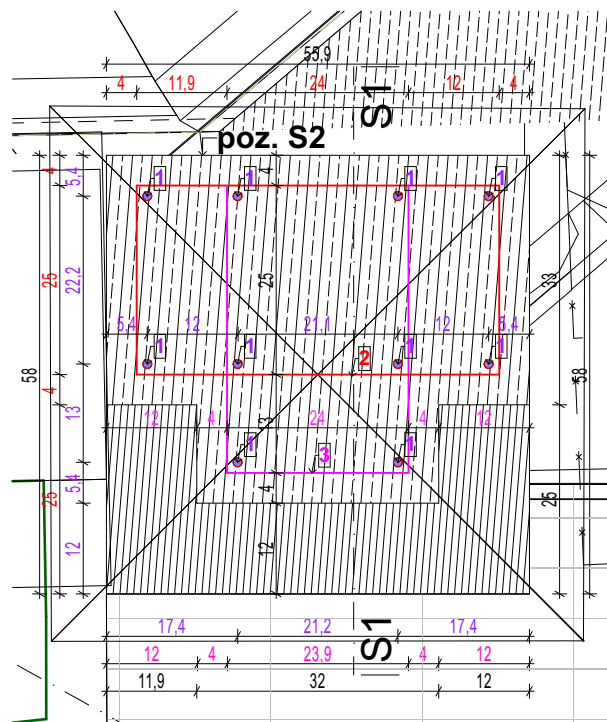 55,9
4 11,9 24 12 4
S1
poz. S2
4 5,4 4
1 1 1 1
25 22,2 25 33
5,4 12 21,1 12 5,4
1 1 1 1
2
58 58
4 13 3
12 4 24 4 12
1 3 1
25 5,4 4 25
12 12
S1
17,4 21,2 17,4
12 4 23,9 4 12
11,9 32 12